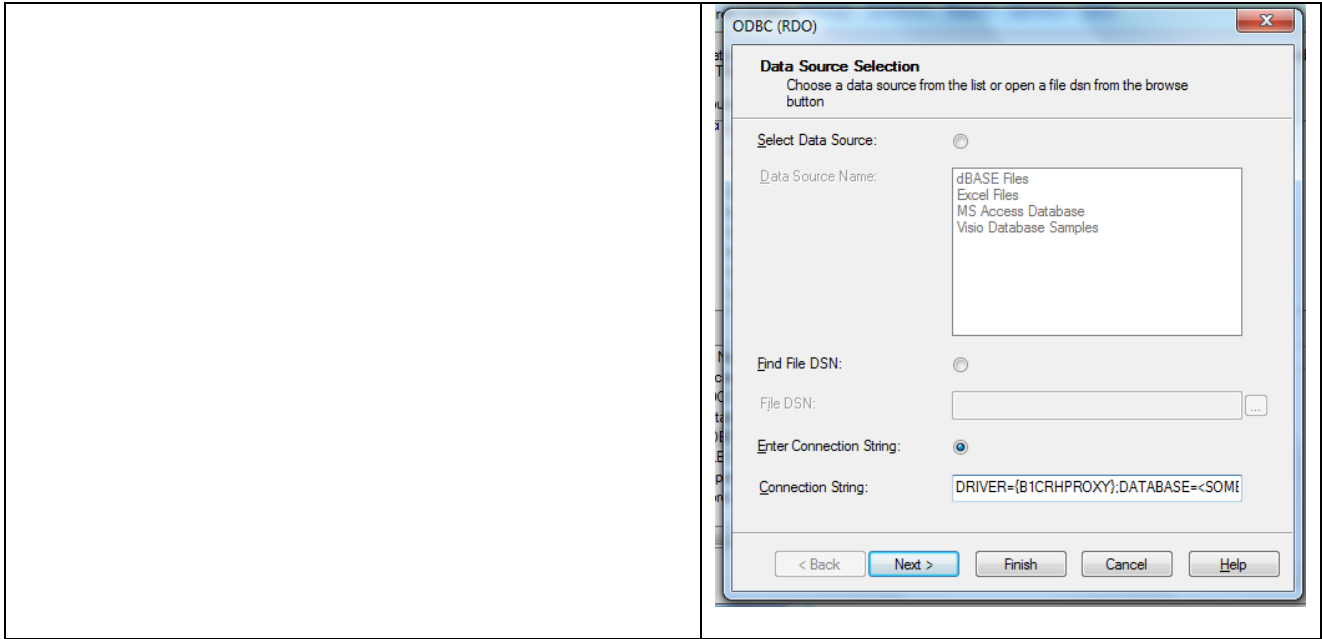 ODBC (RDO)
Data Source Selection
Choose a data source from the list or open a file dsn from the browse
button
Select Data Source:
Data Source Name:
dBASE Files
Excel Files
MS Access Database
Visio Database Samples
Find File DSN:
File DSN:
...
Enter Connection String:
Connection String: DRIVER={B1CRHPROXY};DATABASE=<SOME
< Back Next > Finish Cancel Help